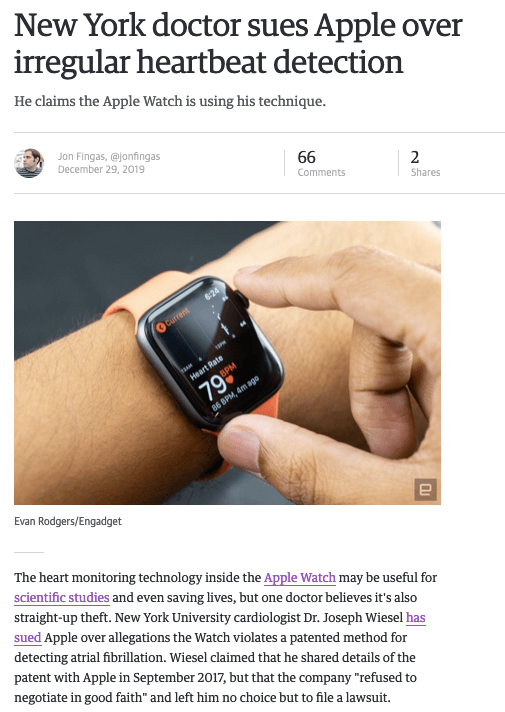 New York doctor sues Apple over
irregular heartbeat detection
He claims the Apple Watch is using his technique.
Jon Fingas, @jonfingas
December 29, 2019
66
Comments
2
Shares
6:24
Current
Heart Rate
79 BPM
86 BPM, 4m ago
Evan Rodgers/Engadget
The heart monitoring technology inside the Apple Watch may be useful for
scientific studies and even saving lives, but one doctor believes it's also
straight-up theft. New York University cardiologist Dr. Joseph Wiesel has
sued Apple over allegations the Watch violates a patented method for
detecting atrial fibrillation. Wiesel claimed that he shared details of the
patent with Apple in September 2017, but that the company "refused to
negotiate in good faith" and left him no choice but to file a lawsuit.